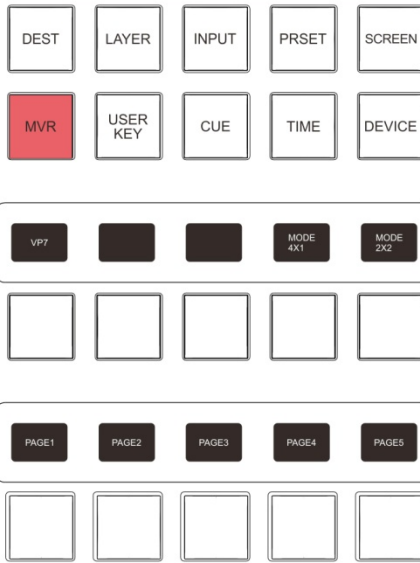 DEST LAYER INPUT PRSET SCREEN
MVR USER KEY CUE TIME DEVICE
VP7 MODE 4X1 MODE 2X2
PAGE1 PAGE2 PAGE3 PAGE4 PAGE5